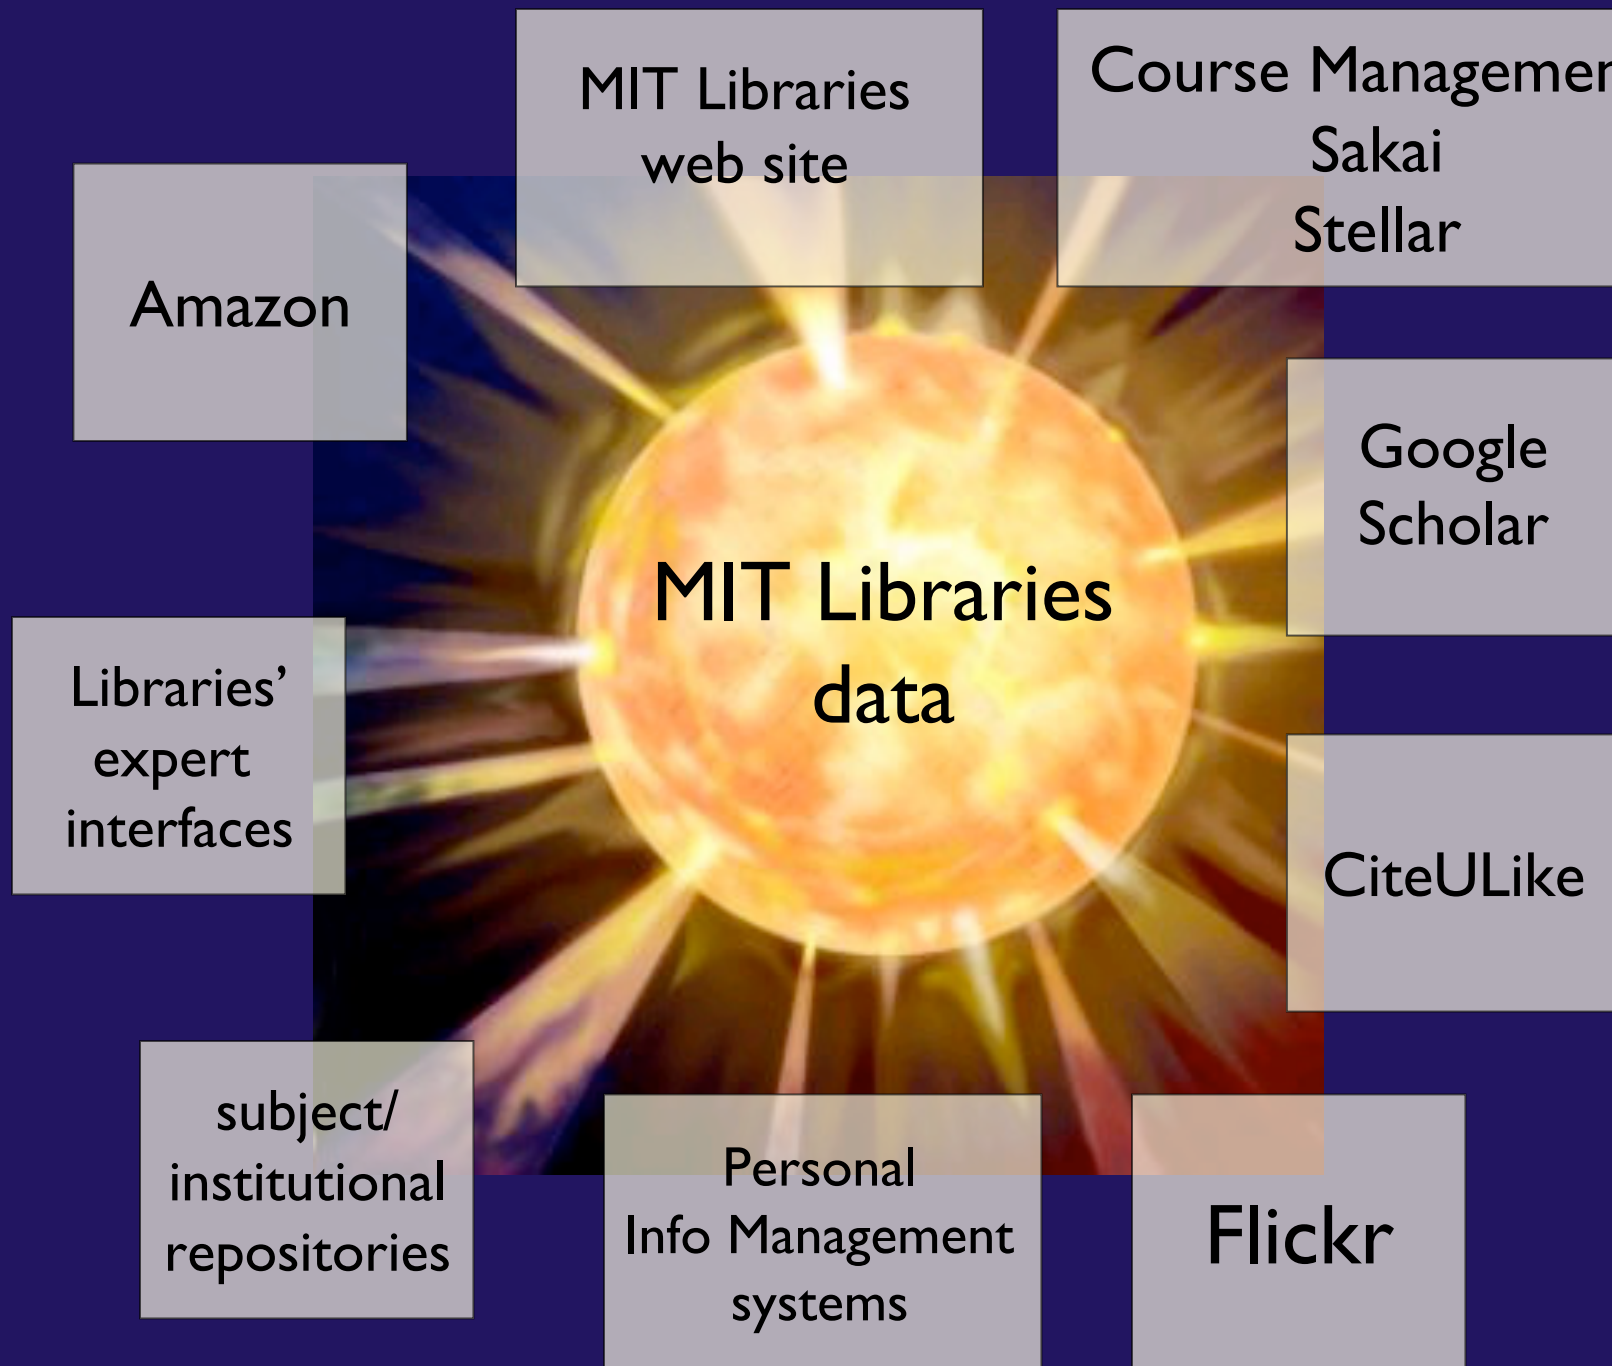 MIT Libraries
web site
Course Managemen
Sakai
Stellar
Amazon
Google
Scholar
MIT Libraries
data
Libraries’
expert
interfaces
CiteULike
subject/
institutional
repositories
Personal
Info Management
systems
Flickr